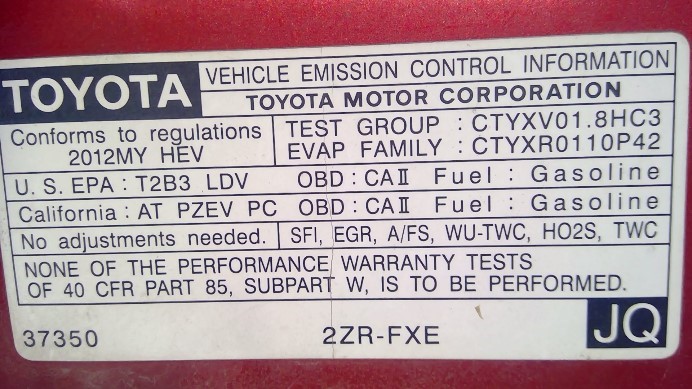 TOYOTA
VEHICLE EMISSION CONTROL INFORMATION
TOYOTA MOTOR CORPORATION
Conforms to regulations
2012MY HEV
TEST GROUP : CTYXV01.8HC3
EVAP FAMILY : CTYXR0110P42
U. S. EPA : T2B3 LDV OBD : CAⅡ Fuel : Gasoline
California : AT PZEV PC OBD : CAⅡ Fuel : Gasoline
No adjustments needed. SFI, EGR, A/FS, WU-TWC, HO2S, TWC
NONE OF THE PERFORMANCE WARRANTY TESTS
OF 40 CFR PART 85, SUBPART W, IS TO BE PERFORMED.
37350 2ZR-FXE JQ